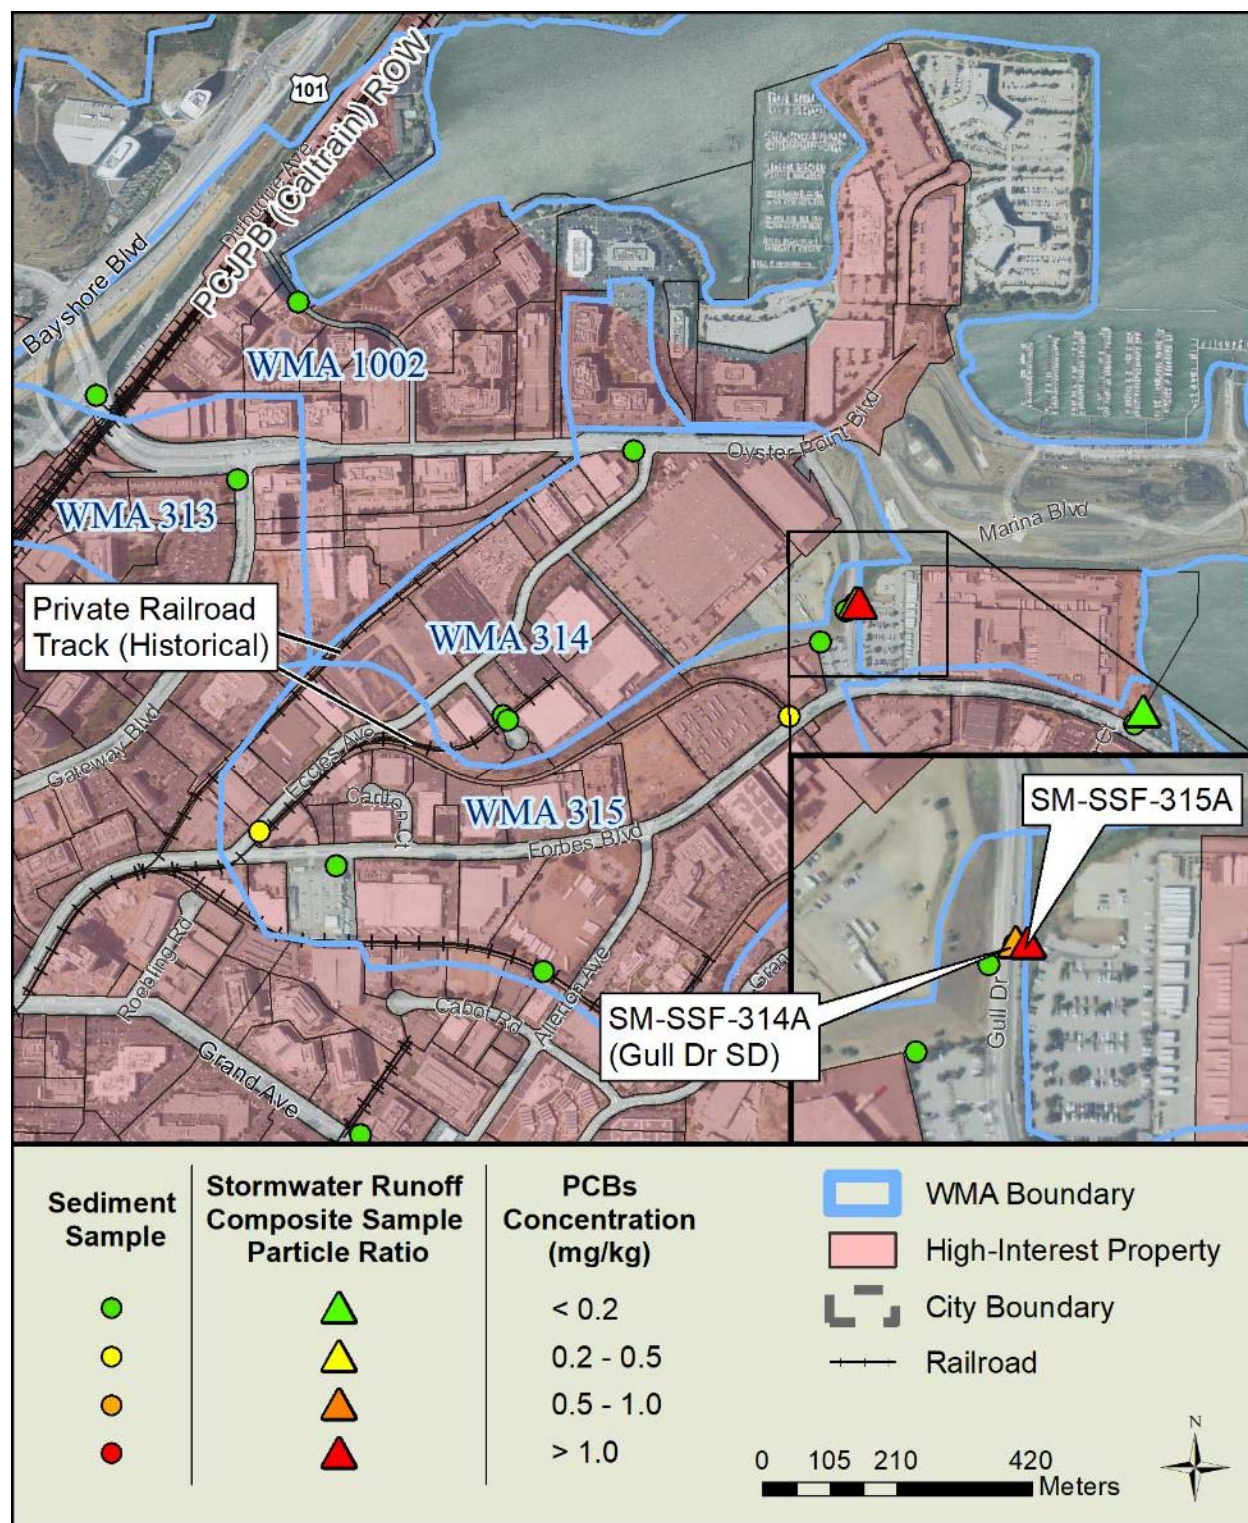 101
PCJPB (Caltrain) ROW
Dubuque Ave
Bayshore Blvd
WMA 1002
Oyster Point Blvd
WMA 313
Marina Blvd
Private Railroad
Track (Historical)
WMA 314
Gateway Blvd
Eccles Ave
Carlton Ct
WMA 315
Forbes Blvd
SM-SSF-315A
Roebling Rd
Allerton Ave
Cabot Rd
Gran
Grand Ave
SM-SSF-314A
(Gull Dr SD)
Gull Dr
Sediment
Sample
Stormwater Runoff
Composite Sample
Particle Ratio
PCBs
Concentration
(mg/kg)
< 0.2
0.2 - 0.5
0.5 - 1.0
> 1.0
WMA Boundary
High-Interest Property
City Boundary
Railroad
N
0 105 210 420
Meters